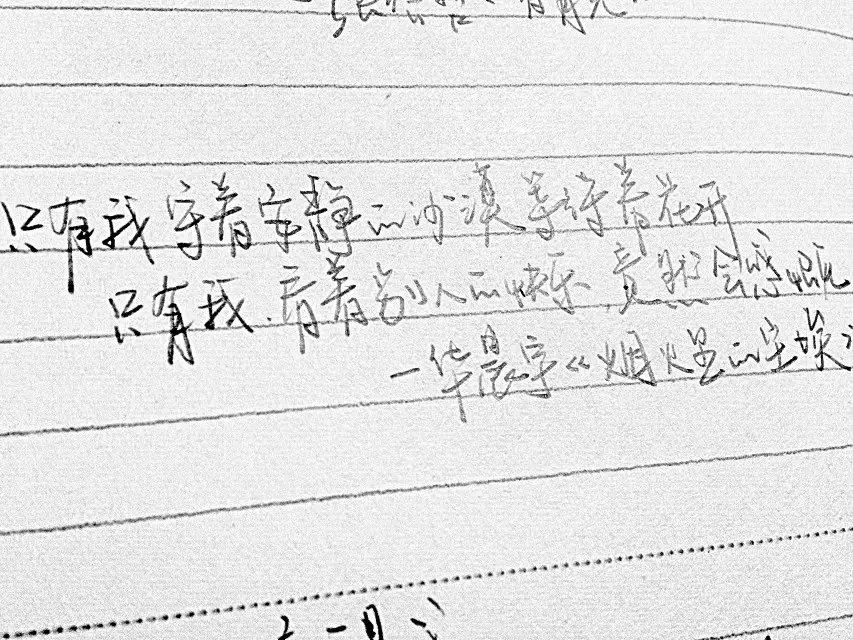 只有我守着安静的沙漠等待着花开
只有我.看着别人的快乐,竟然会感慨
—华晨宇《烟火里的尘埃》